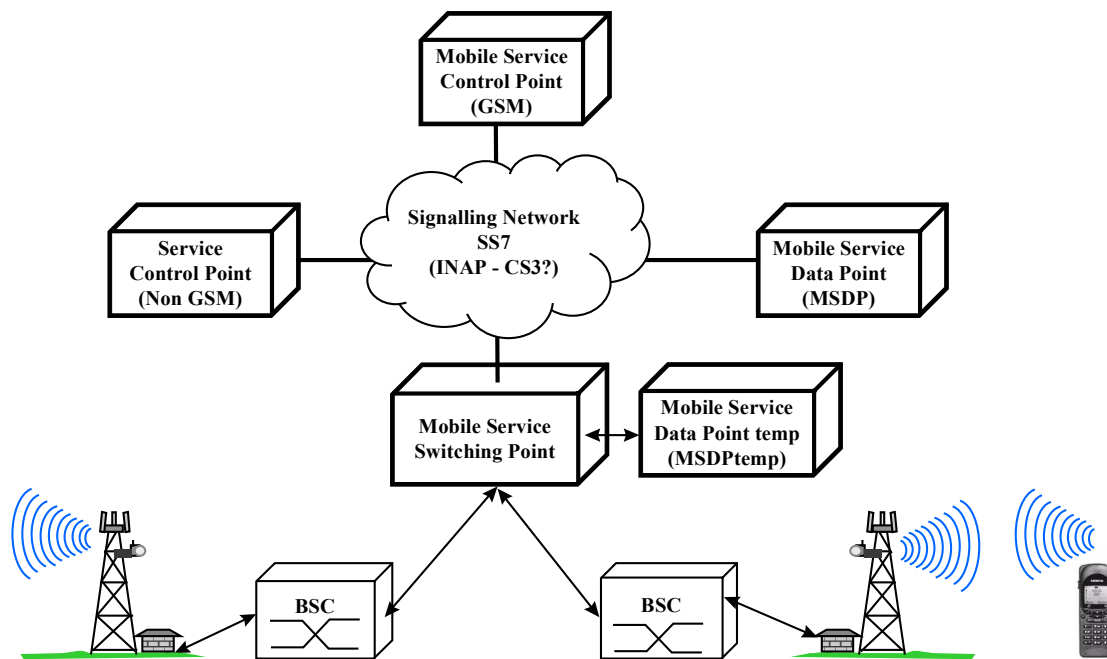 Mobile Service
Control Point
(GSM)
Signalling Network
SS7
(INAP - CS3?)
Service
Control Point
(Non GSM)
Mobile Service
Data Point
(MSDP)
Mobile Service
Switching Point
Mobile Service
Data Point temp
(MSDPtemp)
BSC
BSC